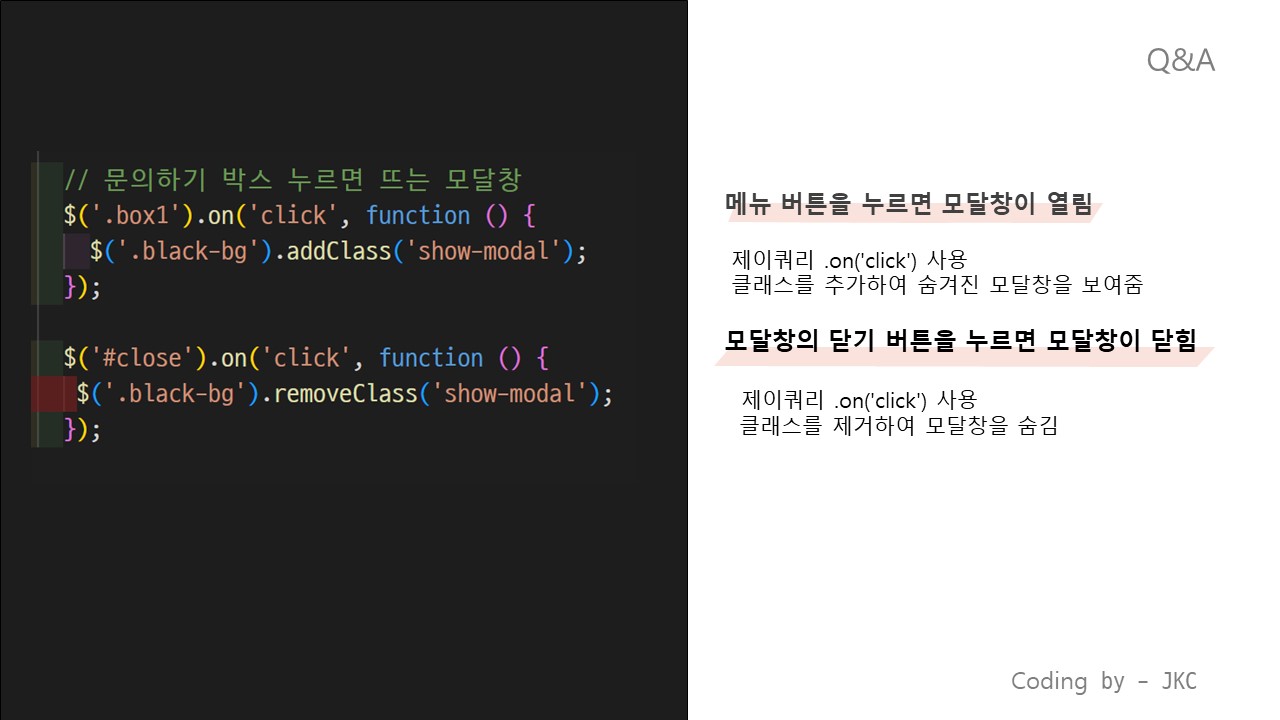 // 문의하기 박스 누르면 뜨는 모달창
$('.box1').on('click', function () {
$('.black-bg').addClass('show-modal');
});
$('#close').on('click', function () {
$('.black-bg').removeClass('show-modal');
});
Q&A
메뉴 버튼을 누르면 모달창이 열림
제이쿼리 .on('click') 사용
클래스를 추가하여 숨겨진 모달창을 보여줌
모달창의 닫기 버튼을 누르면 모달창이 닫힘
제이쿼리 .on('click') 사용
클래스를 제거하여 모달창을 숨김
Coding by - JKC